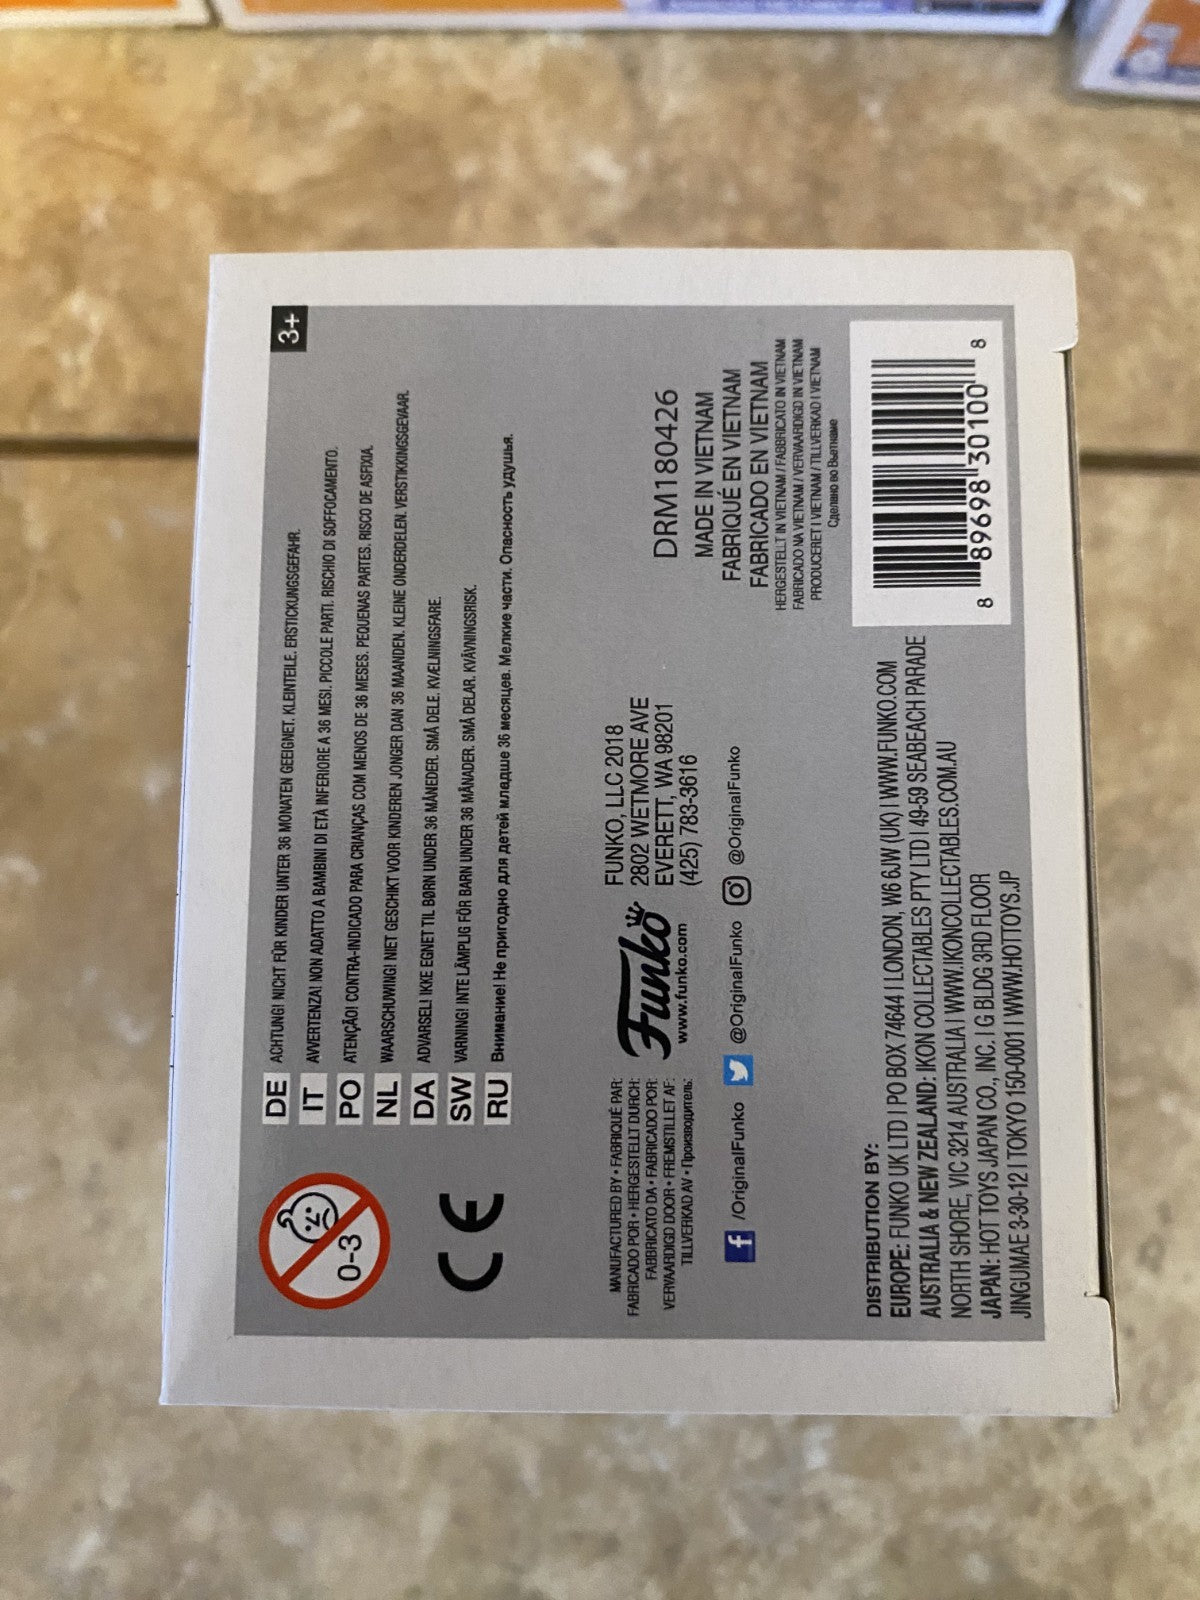 3+
0-3
DE ACHTUNG! NICHT FÜR KINDER UNTER 36 MONATEN GEEIGNET. KLEINTEILE. ERSTICKUNGSGEFAHR.
IT AVVERTENZA! NON ADATTO A BAMBINI DI ETÀ INFERIORE A 36 MESI. PICCOLE PARTI. RISCHIO DI SOFFOCAMENTO.
PO ATENÇÃO! CONTRA-INDICADO PARA CRIANÇAS COM MENOS DE 36 MESES. PEQUENAS PARTES. RISCO DE ASFIXIA.
NL WAARSCHUWING! NIET GESCHIKT VOOR KINDEREN JONGER DAN 36 MAANDEN. KLEINE ONDERDELEN. VERSTIKKINGSGEVAAR.
DA ADVARSEL! IKKE EGNET TIL BØRN UNDER 36 MÅNEDER. SMÅ DELE. KVÆLNINGSFARE.
SW VARNING! INTE LÄMPLIG FÖR BARN UNDER 36 MÅNADER. SMÅ DELAR. KVÄVNINGSRISK.
RU Внимание! Не пригодно для детей младше 36 месяцев. Мелкие части. Опасность удушья.
CE
MANUFACTURED BY • FABRIQUÉ PAR:
FABRICADO POR • HERGESTELLT DURCH:
FABBRICATO DA • FABRICADO POR:
VERVAARDIGD DOOR • FREMSTILLET AF:
TILLVERKAD AV • Производитель:
Funko
www.funko.com
FUNKO, LLC 2018
2802 WETMORE AVE
EVERETT, WA 98201
(425) 783-3616
f /OriginalFunko @OriginalFunko @OriginalFunko
DRM180426
MADE IN VIETNAM
FABRIQUÉ EN VIETNAM
FABRICADO EN VIETNAM
HERGESTELLT IN VIETNAM / FABBRICATO IN VIETNAM
FABRICADO NA VIETNAM / VERVAARDIGD IN VIETNAM
PRODUCERET I VIETNAM / TILLVERKAD I VIETNAM
Сделано во Вьетнаме
DISTRIBUTION BY:
EUROPE: FUNKO UK LTD | PO BOX 74644 | LONDON, W6 6JW (UK) | WWW.FUNKO.COM
AUSTRALIA & NEW ZEALAND: IKON COLLECTABLES PTY LTD | 49-59 SEABEACH PARADE
NORTH SHORE, VIC 3214 AUSTRALIA | WWW.IKONCOLLECTABLES.COM.AU
JAPAN: HOT TOYS JAPAN CO., INC. | G BLDG 3RD FLOOR
JINGUMAE 3-30-12 | TOKYO 150-0001 | WWW.HOTTOYS.JP
8 89698 30100 8